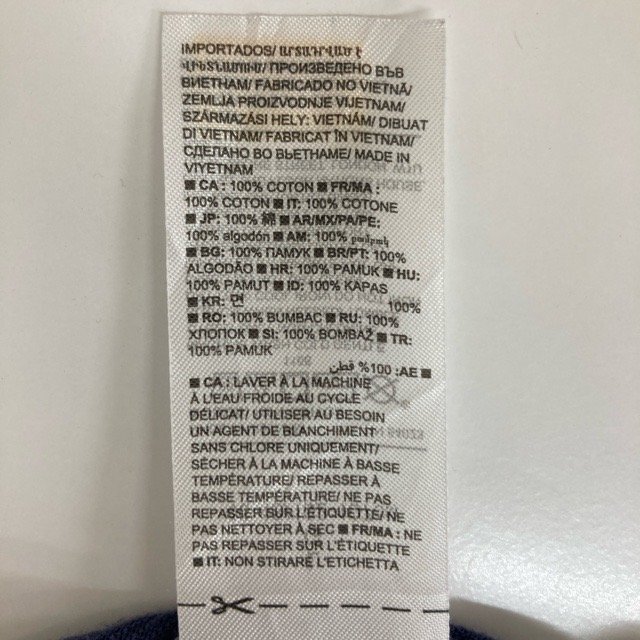 IMPORTADOS/ ԱՐՏԱԴՐՎԱԾ Է
ՎԻԵՏՆԱՄՈՒՄ/ ПРОИЗВЕДЕНО ВЪВ
ВИЕТНАМ/ FABRICADO NO VIETNÃ/
ZEMLJA PROIZVODNJE VIJETNAM/
SZÁRMAZÁSI HELY: VIETNÁM/ DIBUAT
DI VIETNAM/ FABRICAT ÎN VIETNAM/
СДЕЛАНО ВО ВЬЕТНАМЕ/ MADE IN
VIYETNAM
■ CA : 100% COTON ■ FR/MA :
100% COTON ■ IT: 100% COTONE
■ JP: 100% 綿 ■ AR/MX/PA/PE:
100% algodón ■ AM: 100% բամբակ
■ BG: 100% ПАМУК ■ BR/PT: 100%
ALGODÃO ■ HR: 100% PAMUK ■ HU:
100% PAMUT ■ ID: 100% KAPAS
■ KR: 면 100%
■ RO: 100% BUMBAC ■ RU: 100%
ХЛОПОК ■ SI: 100% BOMBAŽ ■ TR:
100% PAMUK
■ AE: 100% قطن
■ CA : LAVER À LA MACHINE
À L'EAU FROIDE AU CYCLE
DÉLICAT/ UTILISER AU BESOIN
UN AGENT DE BLANCHIMENT
SANS CHLORE UNIQUEMENT/
SÉCHER À LA MACHINE À BASSE
TEMPÉRATURE/ REPASSER À
BASSE TEMPÉRATURE/ NE PAS
REPASSER SUR L'ÉTIQUETTE/ NE
PAS NETTOYER À SEC ■ FR/MA : NE
PAS REPASSER SUR L'ÉTIQUETTE
■ IT: NON STIRARE L'ETICHETTA